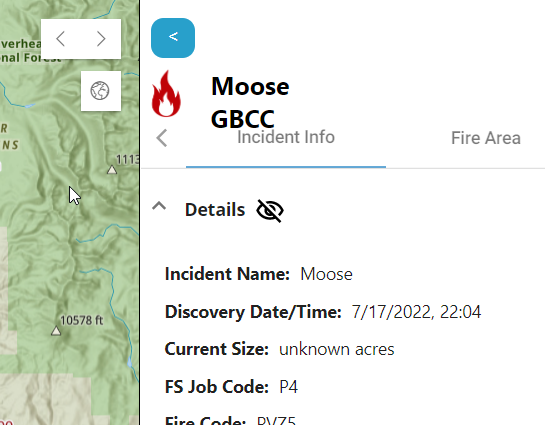 <
verhea
nal Forest
Moose
GBCC
Incident Info
Fire Area
R
NS
1113
Details
Incident Name: Moose
Discovery Date/Time: 7/17/2022, 22:04
Current Size: unknown acres
10578 ft
FS Job Code: P4
Fire Code: PVZ5